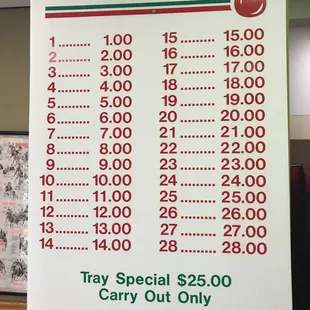 1 ......... 1.00 15 .......... 15.00
2 ......... 2.00 16 .......... 16.00
3 ......... 3.00 17 .......... 17.00
4 ......... 4.00 18 .......... 18.00
5 ......... 5.00 19 .......... 19.00
6 ......... 6.00 20 .......... 20.00
7 ......... 7.00 21 .......... 21.00
8 ......... 8.00 22 .......... 22.00
9 ......... 9.00 23 .......... 23.00
10 ......... 10.00 24 .......... 24.00
11 ......... 11.00 25 .......... 25.00
12 ......... 12.00 26 .......... 26.00
13 ......... 13.00 27 .......... 27.00
14 ......... 14.00 28 .......... 28.00
Tray Special $25.00
Carry Out Only